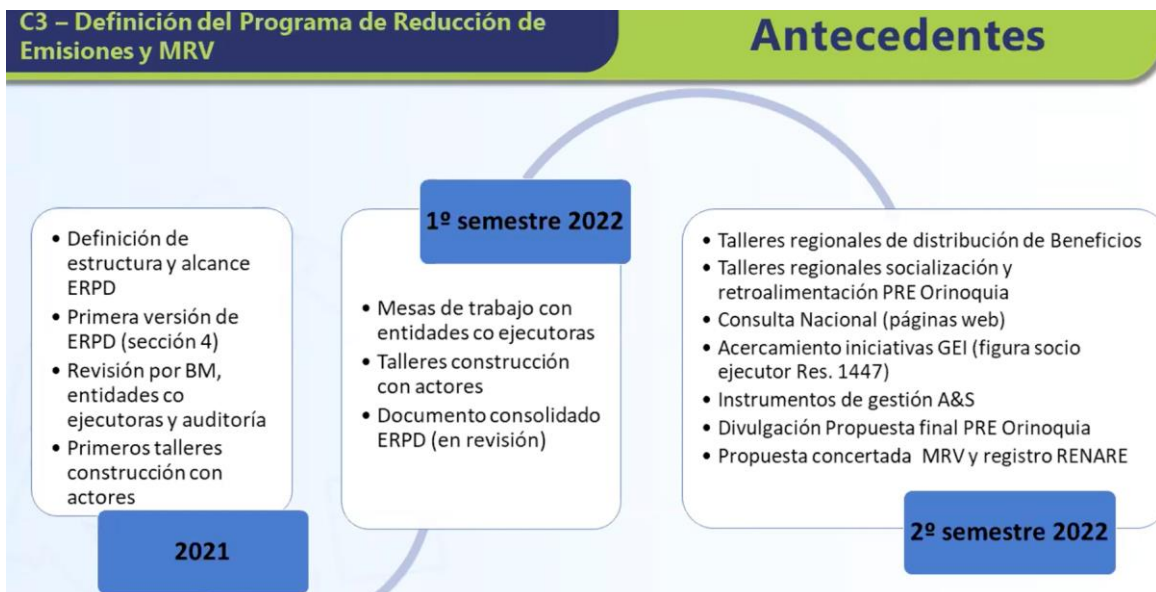 C3 – Definición del Programa de Reducción de
Emisiones y MRV
Antecedentes
• Definición de
estructura y alcance
ERPD
• Primera versión de
ERPD (sección 4)
• Revisión por BM,
entidades co
ejecutoras y auditoría
• Primeros talleres
construcción con
actores
2021
1º semestre 2022
• Mesas de trabajo con
entidades co ejecutoras
• Talleres construcción
con actores
• Documento consolidado
ERPD (en revisión)
• Talleres regionales de distribución de Beneficios
• Talleres regionales socialización y
retroalimentación PRE Orinoquia
• Consulta Nacional (páginas web)
• Acercamiento iniciativas GEI (figura socio
ejecutor Res. 1447)
• Instrumentos de gestión A&S
• Divulgación Propuesta final PRE Orinoquia
• Propuesta concertada MRV y registro RENARE
2º semestre 2022